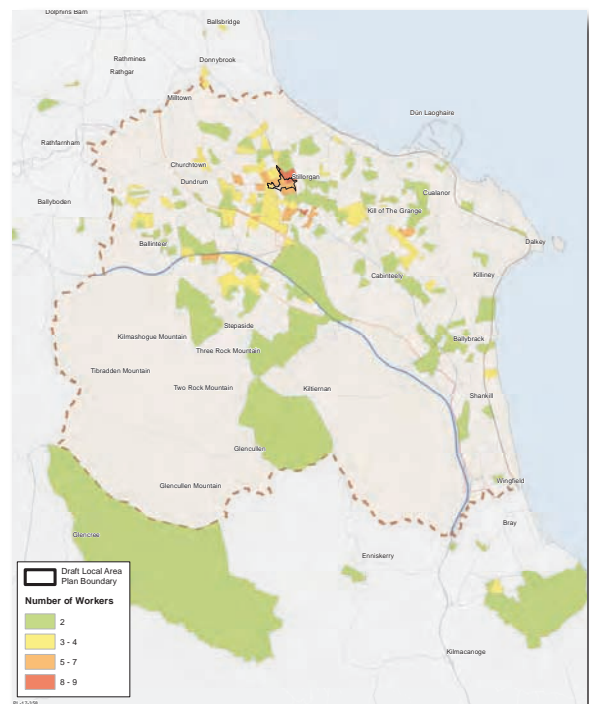 Dolphins Barn
Ballsbridge
Rathmines
Donnybrook
Rathgar
Milltown
Dún Laoghaire
Rathfarnham
Churchtown
Stillorgan
Dundrum
Cualanor
Ballyboden
Kill of The Grange
Ballinteer
Dalkey
Cabinteely
Killiney
Stepaside
Kilmashogue Mountain
Ballybrack
Three Rock Mountain
Tibradden Mountain
Two Rock Mountain
Kiltiernan
Shankill
Glencullen
Wingfield
Glencullen Mountain
Bray
Glencree
Enniskerry
Kilmacanoge
Draft Local Area
Plan Boundary
Number of Workers
2
3 - 4
5 - 7
8 - 9